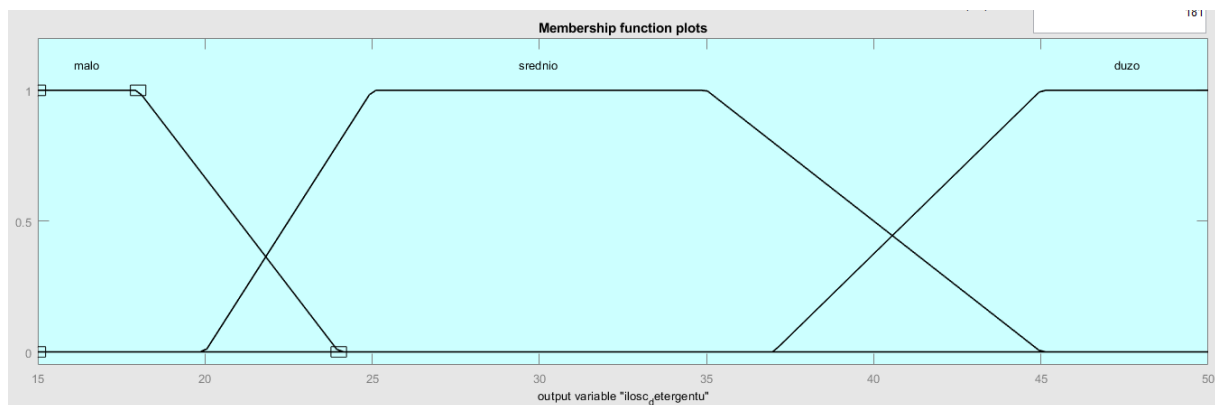 181
Membership function plots
malo srednio duzo
1
0.5
0
15 20 25 30 35 40 45 50
output variable "ilosc_detergentu"